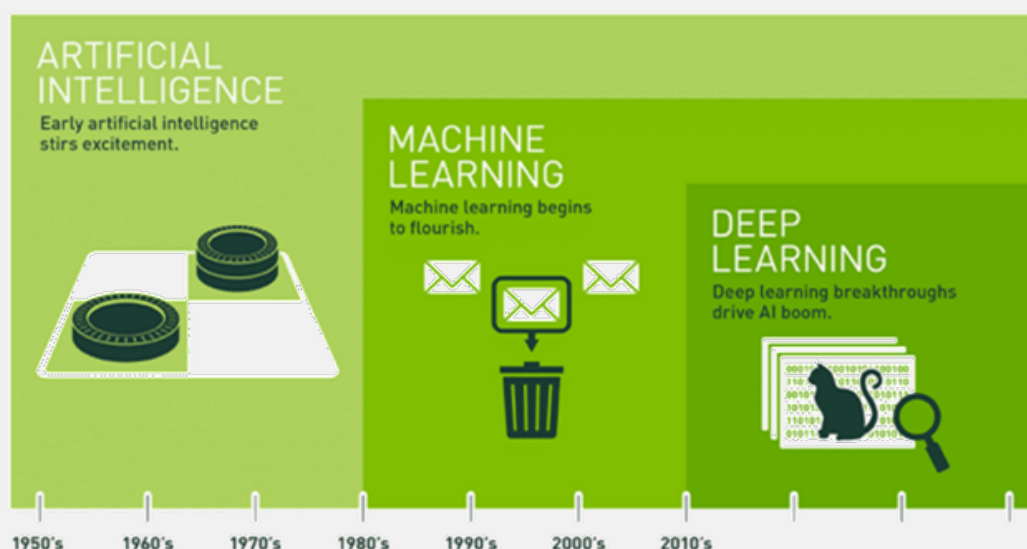 ARTIFICIAL
INTELLIGENCE
Early artificial intelligence
stirs excitement.
MACHINE
LEARNING
Machine learning begins
to flourish.
DEEP
LEARNING
Deep learning breakthroughs
drive AI boom.
1950's 1960's 1970's 1980's 1990's 2000's 2010's